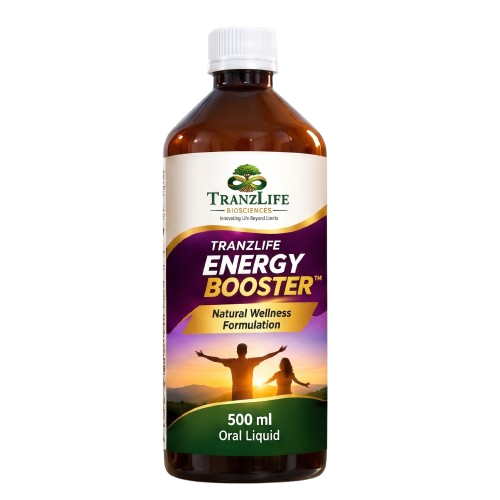 TRANZLIFE
BIOSCIENCES
Innovating Life Beyond Limits
TRANZLIFE
ENERGY
BOOSTER™
Natural Wellness
Formulation
500 ml
Oral Liquid